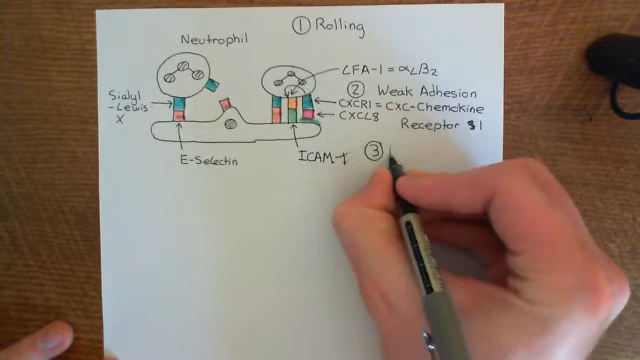 Neutrophil
① Rolling
LFA-1 = αLβ2
② Weak Adhesion
Sialyl
-Lewis
X
CXCR1 = CXC-Chemokine
Receptor 1
CXCL8
E-Selectin
ICAM-1
③